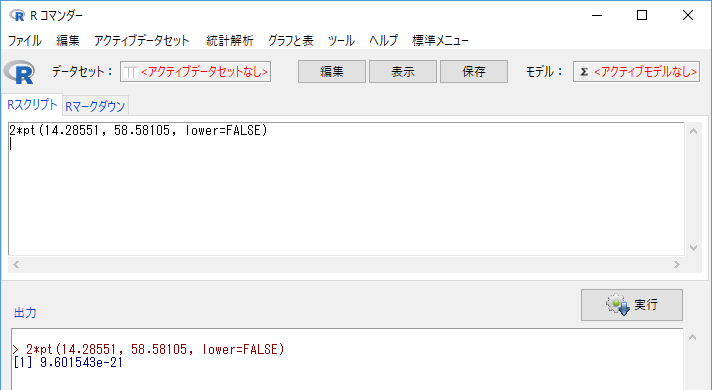 R コマンダー
ファイル 編集 アクティブデータセット 統計解析 グラフと表 ツール ヘルプ 標準メニュー
R データセット： <アクティブデータセットなし> 編集 表示 保存 モデル： Σ <アクティブモデルなし>
Rスクリプト Rマークダウン
2*pt(14.28551, 58.58105, lower=FALSE)
実行
出力
> 2*pt(14.28551, 58.58105, lower=FALSE)
[1] 9.601543e-21